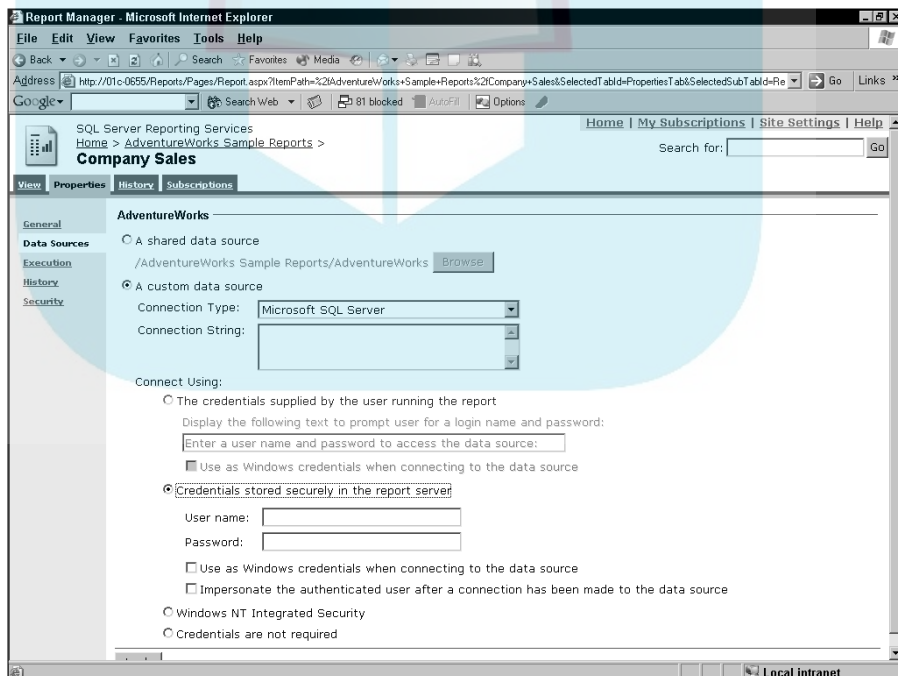 Report Manager - Microsoft Internet Explorer
File Edit View Favorites Tools Help
Back Search Favorites Media
Address http://01c-0655/Reports/Pages/Report.aspx?ItemPath=%2fAdventureWorks+Sample+Reports%2fCompany+Sales&SelectedTabId=PropertiesTab&SelectedSubTabId=Re Go Links »
Google Search Web 81 blocked AutoFill Options
SQL Server Reporting Services
Home | My Subscriptions | Site Settings | Help
Home > AdventureWorks Sample Reports >
Company Sales
Search for: Go
View Properties History Subscriptions
General
Data Sources
Execution
History
Security
AdventureWorks
A shared data source
/AdventureWorks Sample Reports/AdventureWorks Browse
A custom data source
Connection Type: Microsoft SQL Server
Connection String:
Connect Using:
The credentials supplied by the user running the report
Display the following text to prompt user for a login name and password:
Enter a user name and password to access the data source:
Use as Windows credentials when connecting to the data source
Credentials stored securely in the report server
User name:
Password:
Use as Windows credentials when connecting to the data source
Impersonate the authenticated user after a connection has been made to the data source
Windows NT Integrated Security
Credentials are not required
Local intranet